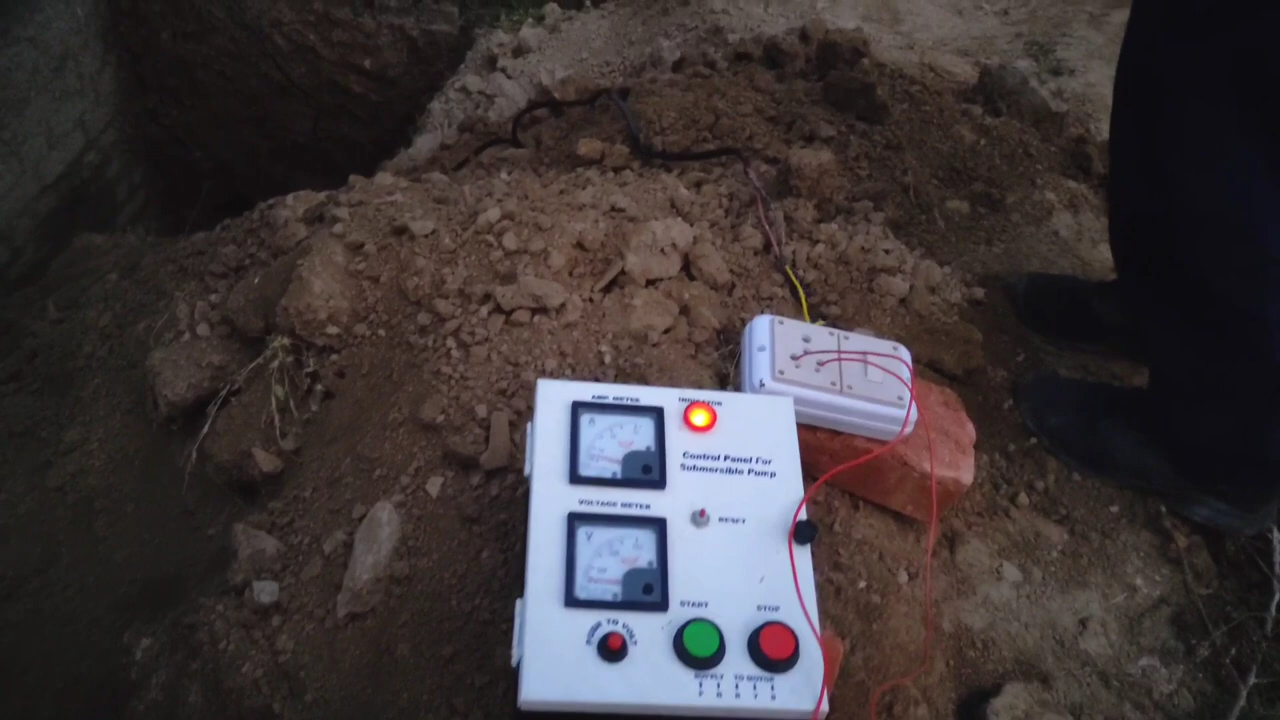 AMP. METER
INDICATOR
A
Control Panel For
Submersible Pump
VOLTAGE METER
RESET
V
START
STOP
PUSH TO VOLT
SUPPLY TO MOTOR
P N R Y B